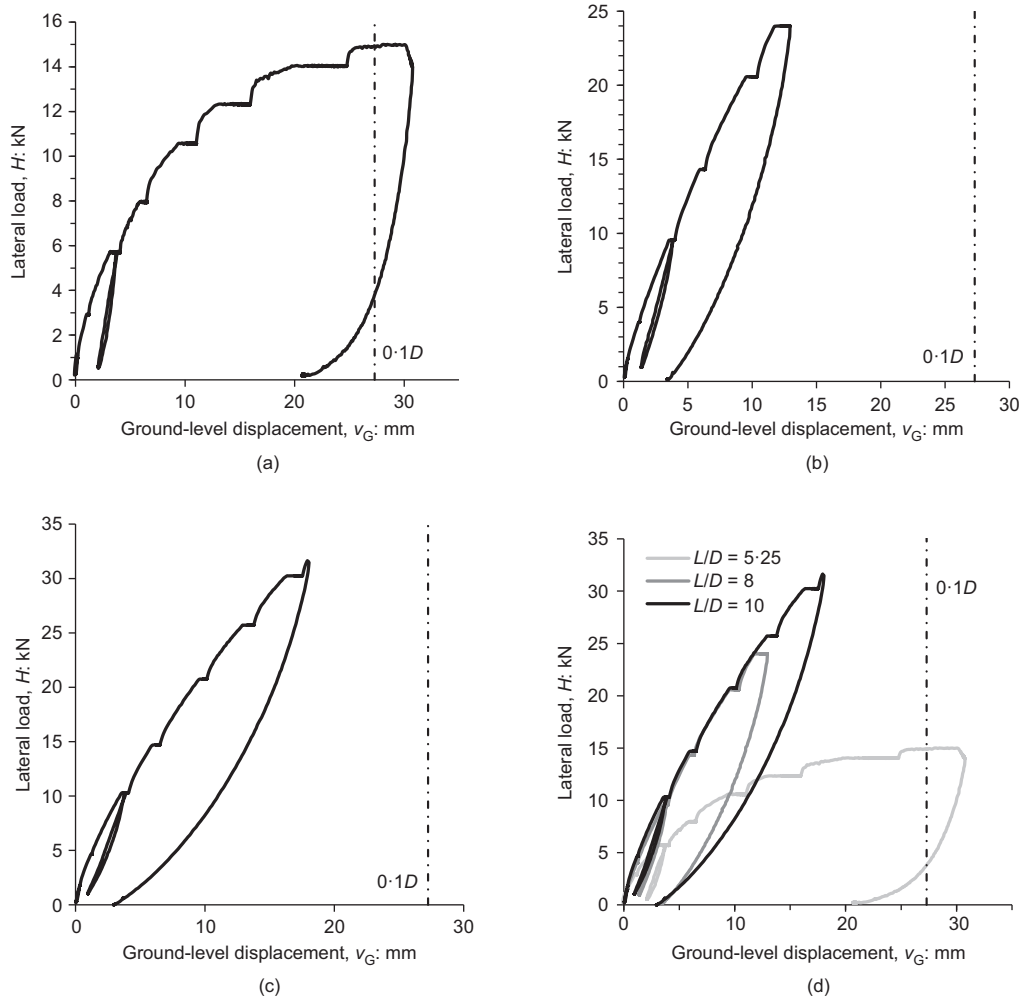 16
14
12
10
8
6
4
2
0
Lateral load, H: kN
0·1D
0 10 20 30
Ground-level displacement, vG: mm
(a)
25
20
15
10
5
0
Lateral load, H: kN
0·1D
0 5 10 15 20 25 30
Ground-level displacement, vG: mm
(b)
35
30
25
20
15
10
5
0
Lateral load, H: kN
0·1D
0 10 20 30
Ground-level displacement, vG: mm
(c)
35
30
25
20
15
10
5
0
Lateral load, H: kN
L/D = 5·25
L/D = 8
L/D = 10
0·1D
0 10 20 30
Ground-level displacement, vG: mm
(d)